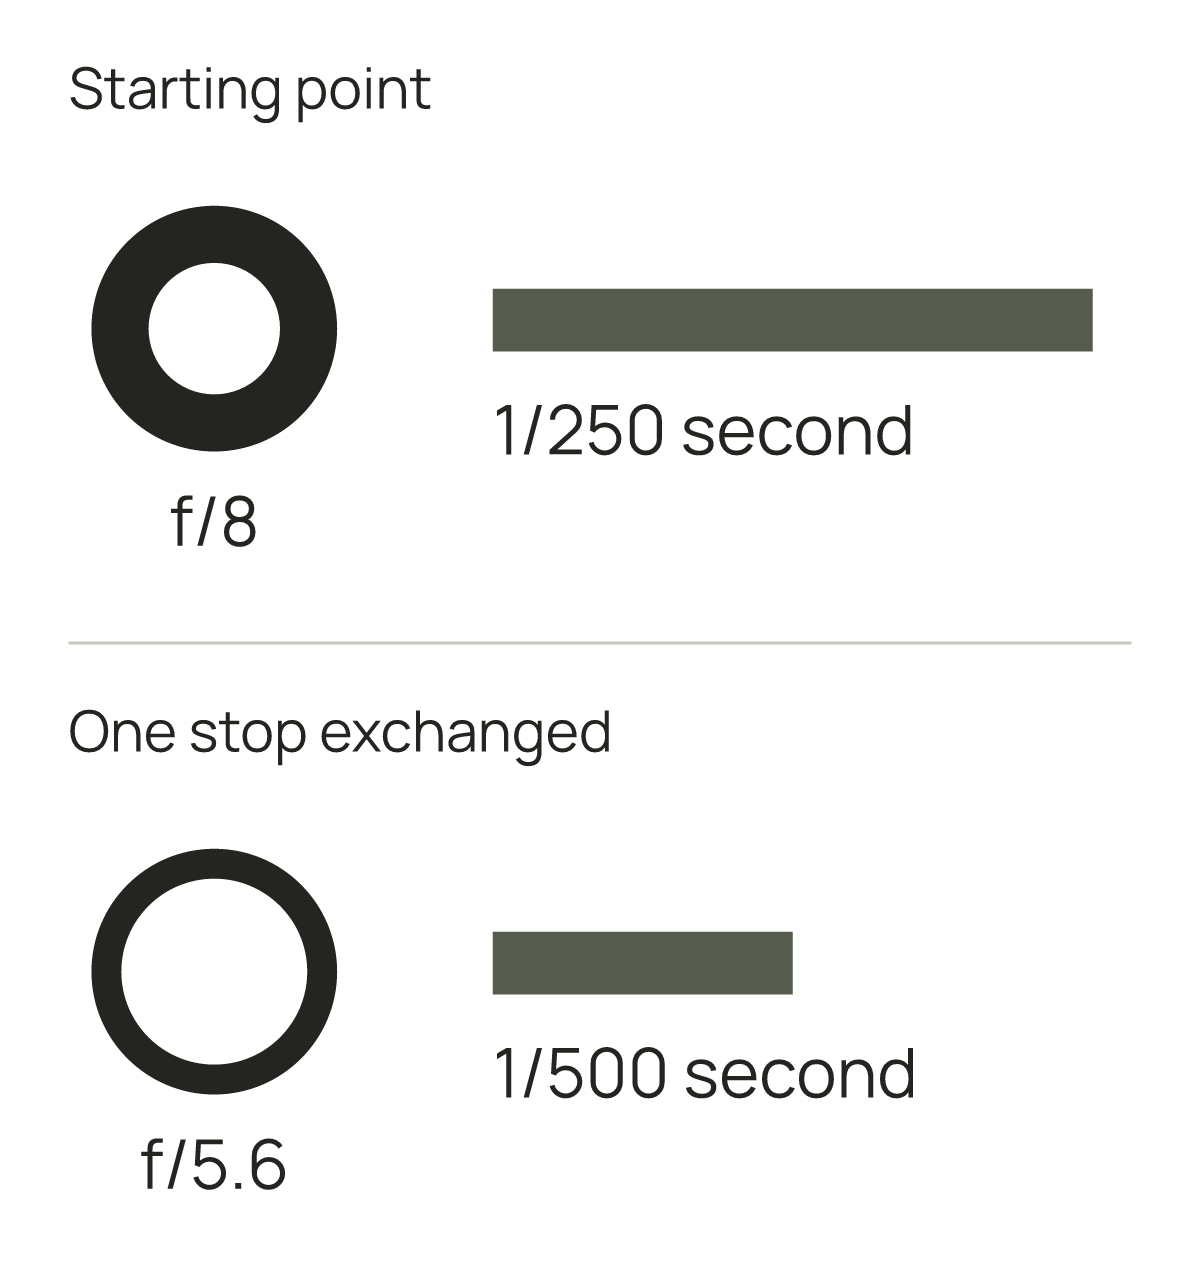 Starting point
1/250 second
f/8
One stop exchanged
1/500 second
f/5.6